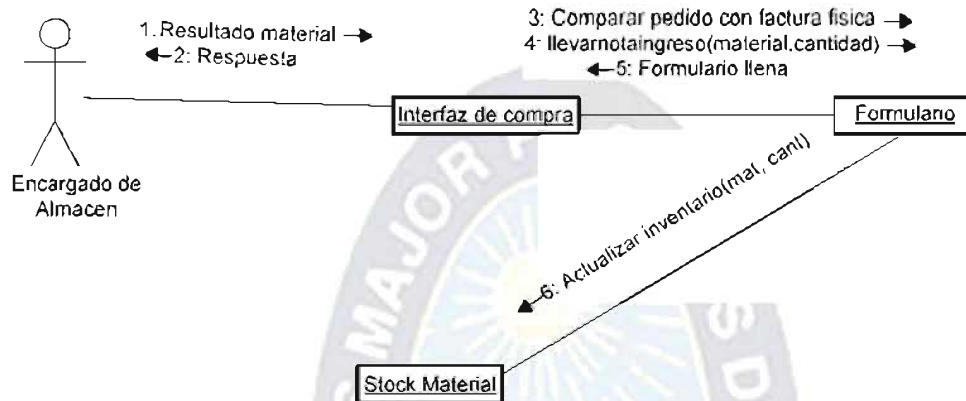 1. Resultado material
2: Respuesta
3: Comparar pedido con factura fisica
4: llevarnotaingreso(material.cantidad)
5: Formulario llena
Interfaz de compra
Formulario
Encargado de
Almacen
6: Actualizar inventario(mat, cant)
Stock Material
MAJOR